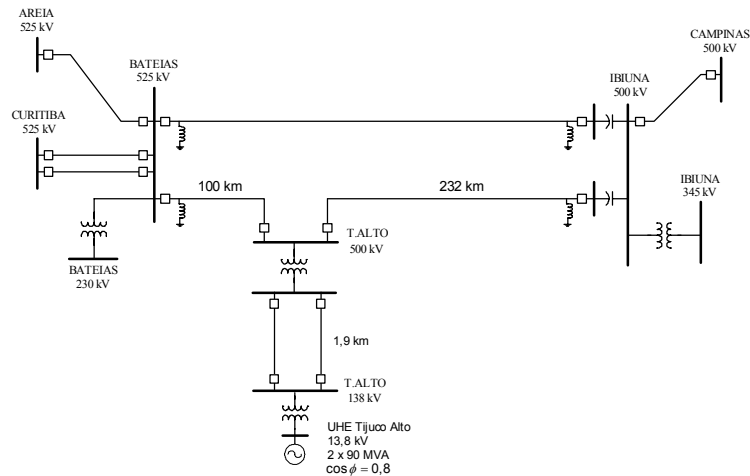 AREIA
525 kV
BATEIAS
525 kV
CURITIBA
525 kV
CAMPINAS
500 kV
IBIUNA
500 kV
100 km
232 km
T.ALTO
500 kV
IBIUNA
345 kV
BATEIAS
230 kV
1,9 km
T.ALTO
138 kV
UHE Tijuco Alto
13,8 kV
2 x 90 MVA
cos ϕ = 0,8